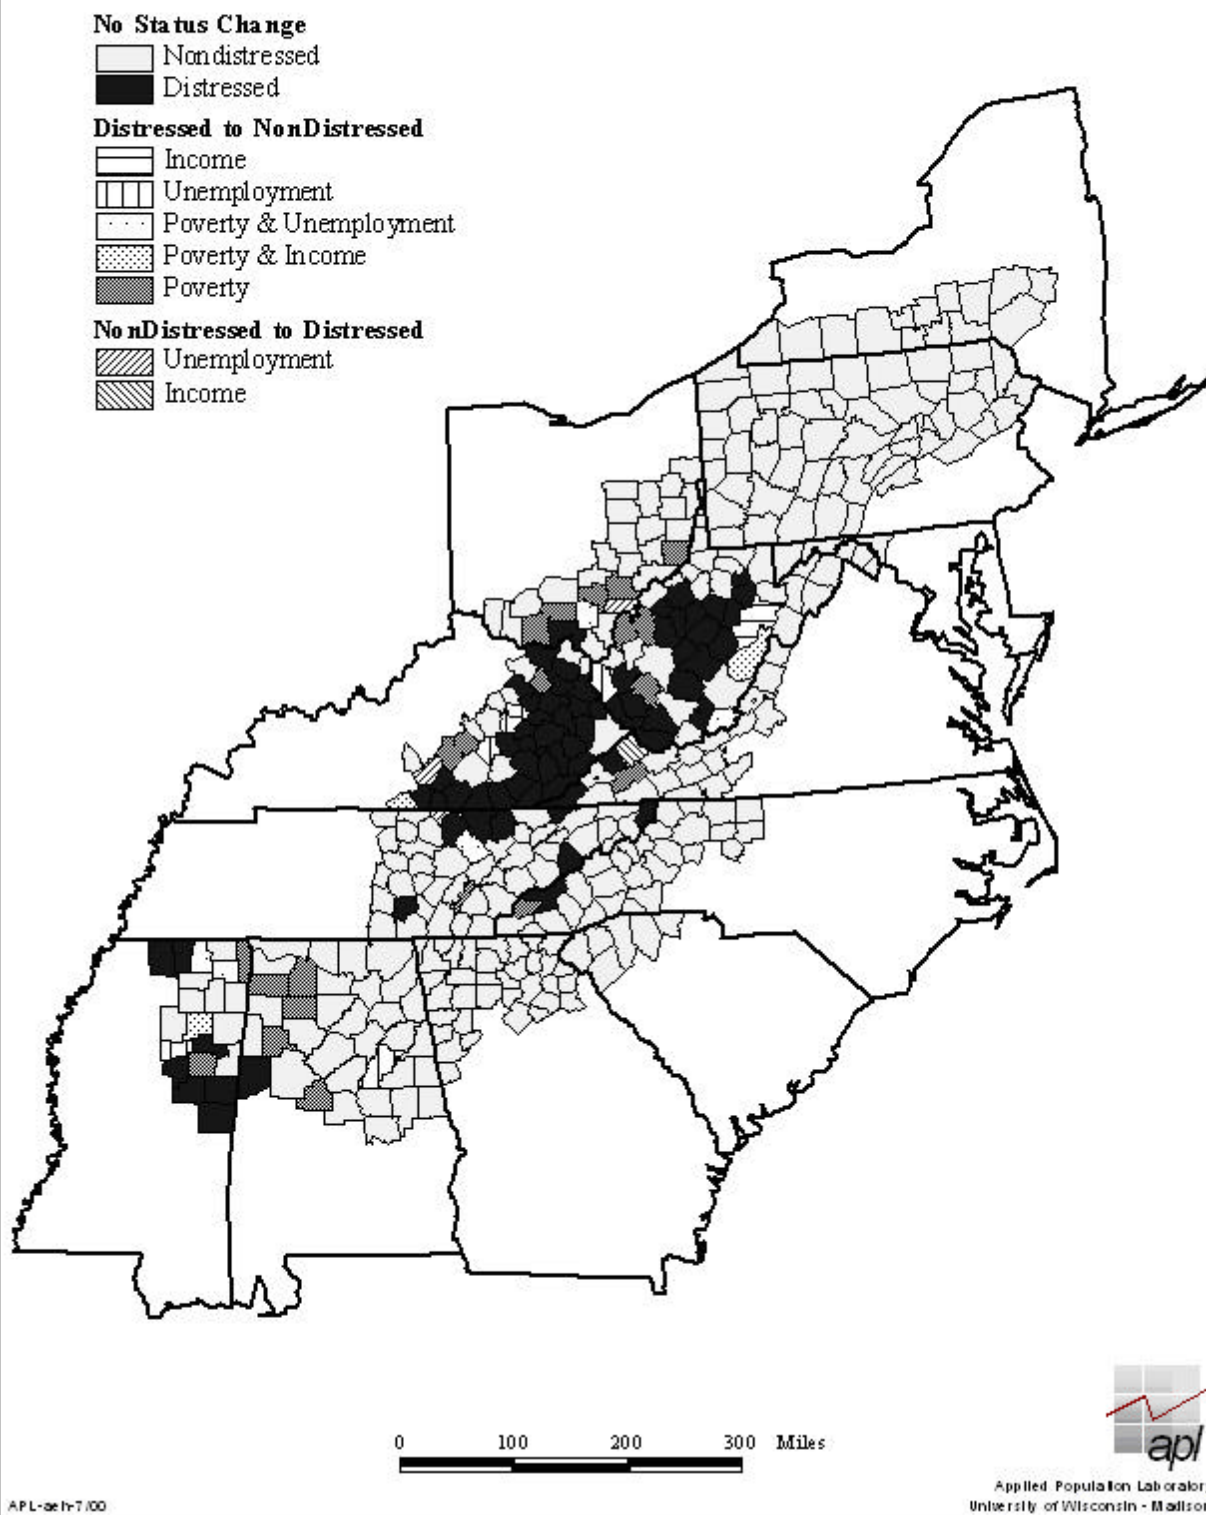 No Status Change
Nondistressed
Distressed
Distressed to NonDistressed
Income
Unemployment
Poverty & Unemployment
Poverty & Income
Poverty
NonDistressed to Distressed
Unemployment
Income
0 100 200 300 Miles
apl
Applied Population Laborator
University of Wisconsin - Madison
APL-aeh-7/00